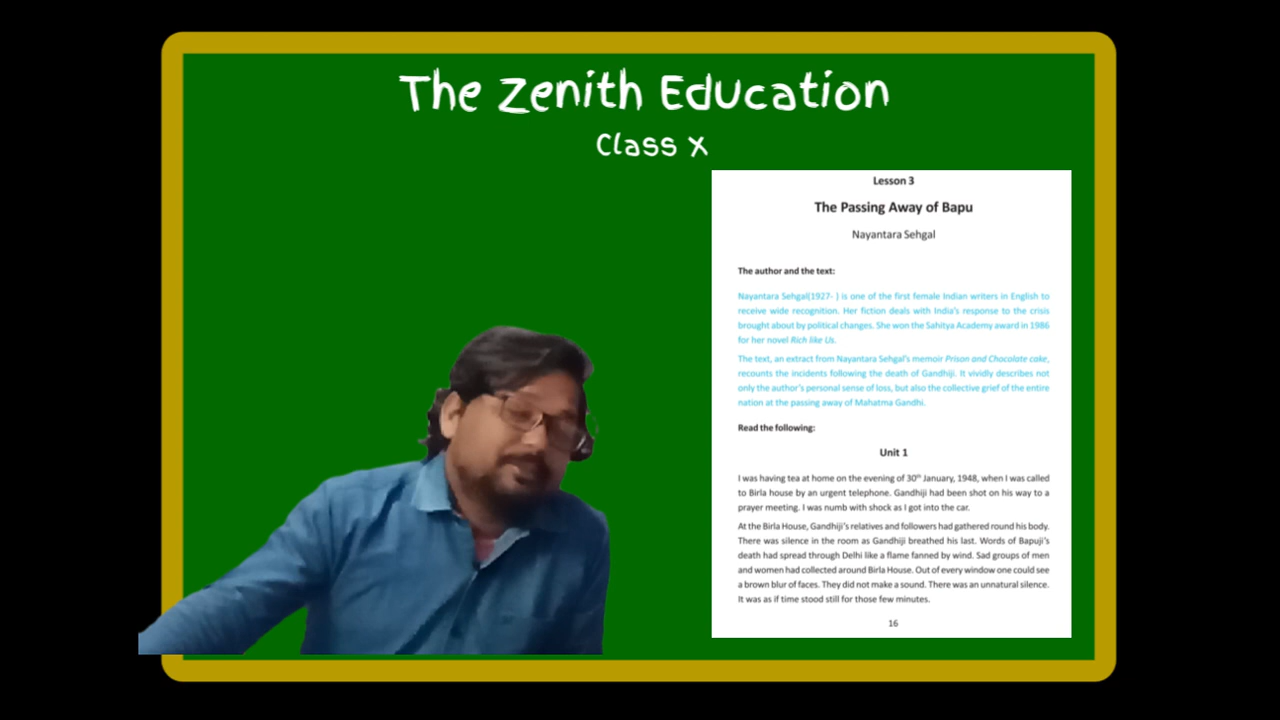 The Zenith Education
Class X
Lesson 3
The Passing Away of Bapu
Nayantara Sehgal
The author and the text:
Nayantara Sehgal(1927- ) is one of the first female Indian writers in English to
receive wide recognition. Her fiction deals with India's response to the crisis
brought about by political changes. She won the Sahitya Academy award in 1986
for her novel Rich like Us.
The text, an extract from Nayantara Sehgal's memoir Prison and Chocolate cake,
recounts the incidents following the death of Gandhiji. It vividly describes not
only the author's personal sense of loss, but also the collective grief of the entire
nation at the passing away of Mahatma Gandhi.
Read the following:
Unit 1
I was having tea at home on the evening of 30th January, 1948, when I was called
to Birla house by an urgent telephone. Gandhiji had been shot on his way to a
prayer meeting. I was numb with shock as I got into the car.
At the Birla House, Gandhiji's relatives and followers had gathered round his body.
There was silence in the room as Gandhiji breathed his last. Words of Bapuji's
death had spread through Delhi like a flame fanned by wind. Sad groups of men
and women had collected around Birla House. Out of every window one could see
a brown blur of faces. They did not make a sound. There was an unnatural silence.
It was as if time stood still for those few minutes.
16